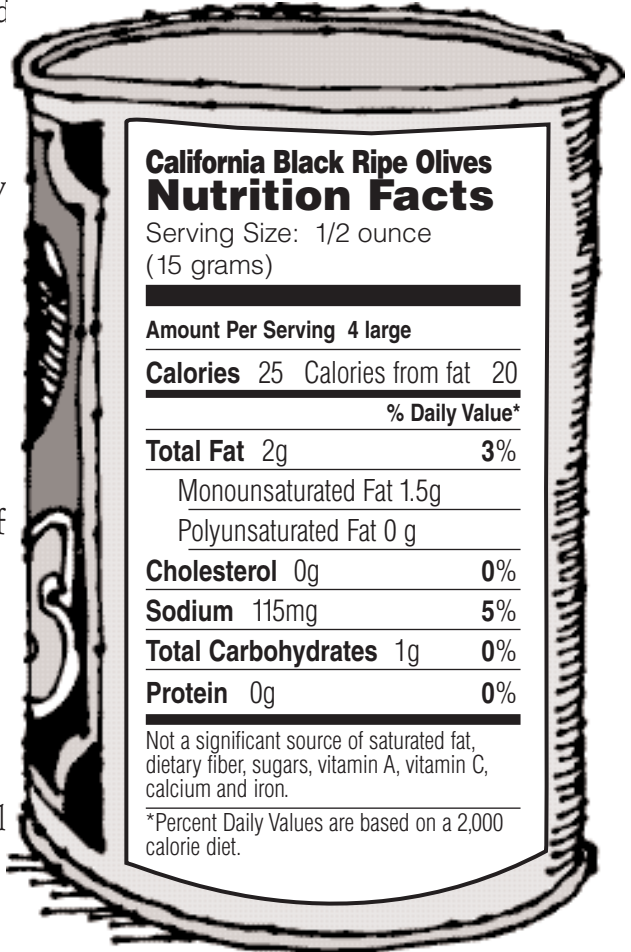 California Black Ripe Olives
Nutrition Facts
Serving Size: 1/2 ounce
(15 grams)
Amount Per Serving 4 large
Calories 25 Calories from fat 20
% Daily Value*
Total Fat 2g 3%
Monounsaturated Fat 1.5g
Polyunsaturated Fat 0 g
Cholesterol 0g 0%
Sodium 115mg 5%
Total Carbohydrates 1g 0%
Protein 0g 0%
Not a significant source of saturated fat,
dietary fiber, sugars, vitamin A, vitamin C,
calcium and iron.
*Percent Daily Values are based on a 2,000
calorie diet.